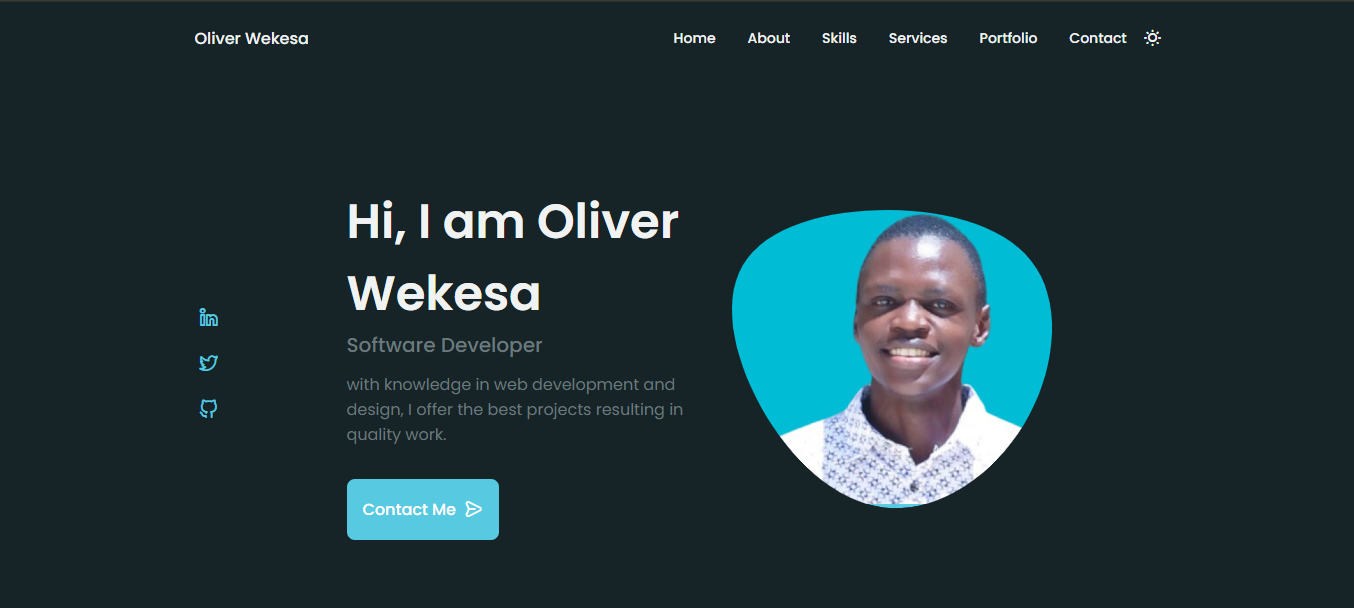 Oliver Wekesa
Home About Skills Services Portfolio Contact
Hi, I am Oliver
Wekesa
Software Developer
with knowledge in web development and
design, I offer the best projects resulting in
quality work.
Contact Me